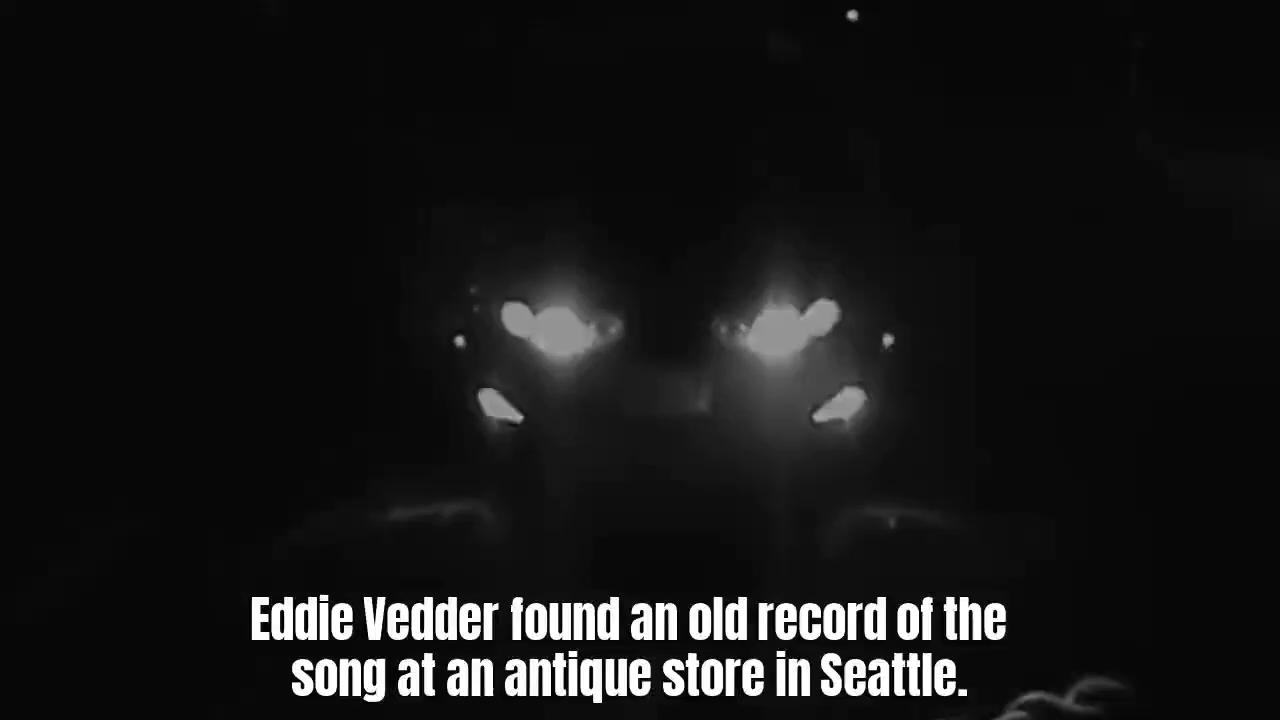 Eddie Vedder found an old record of the
song at an antique store in Seattle.